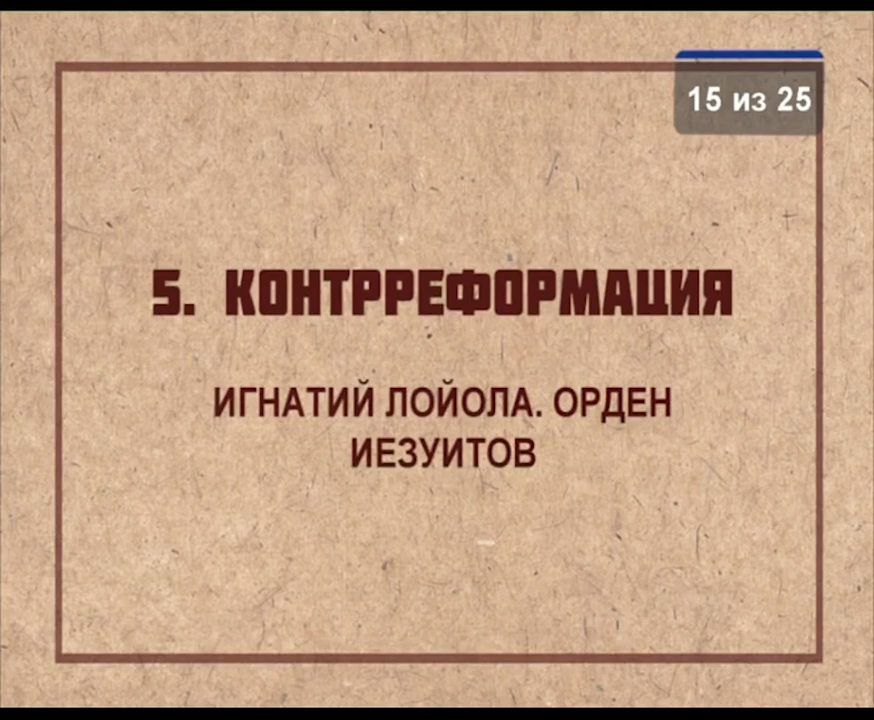 15 из 25
5. КОНТРРЕФОРМАЦИЯ
ИГНАТИЙ ЛОЙОЛА. ОРДЕН
ИЕЗУИТОВ